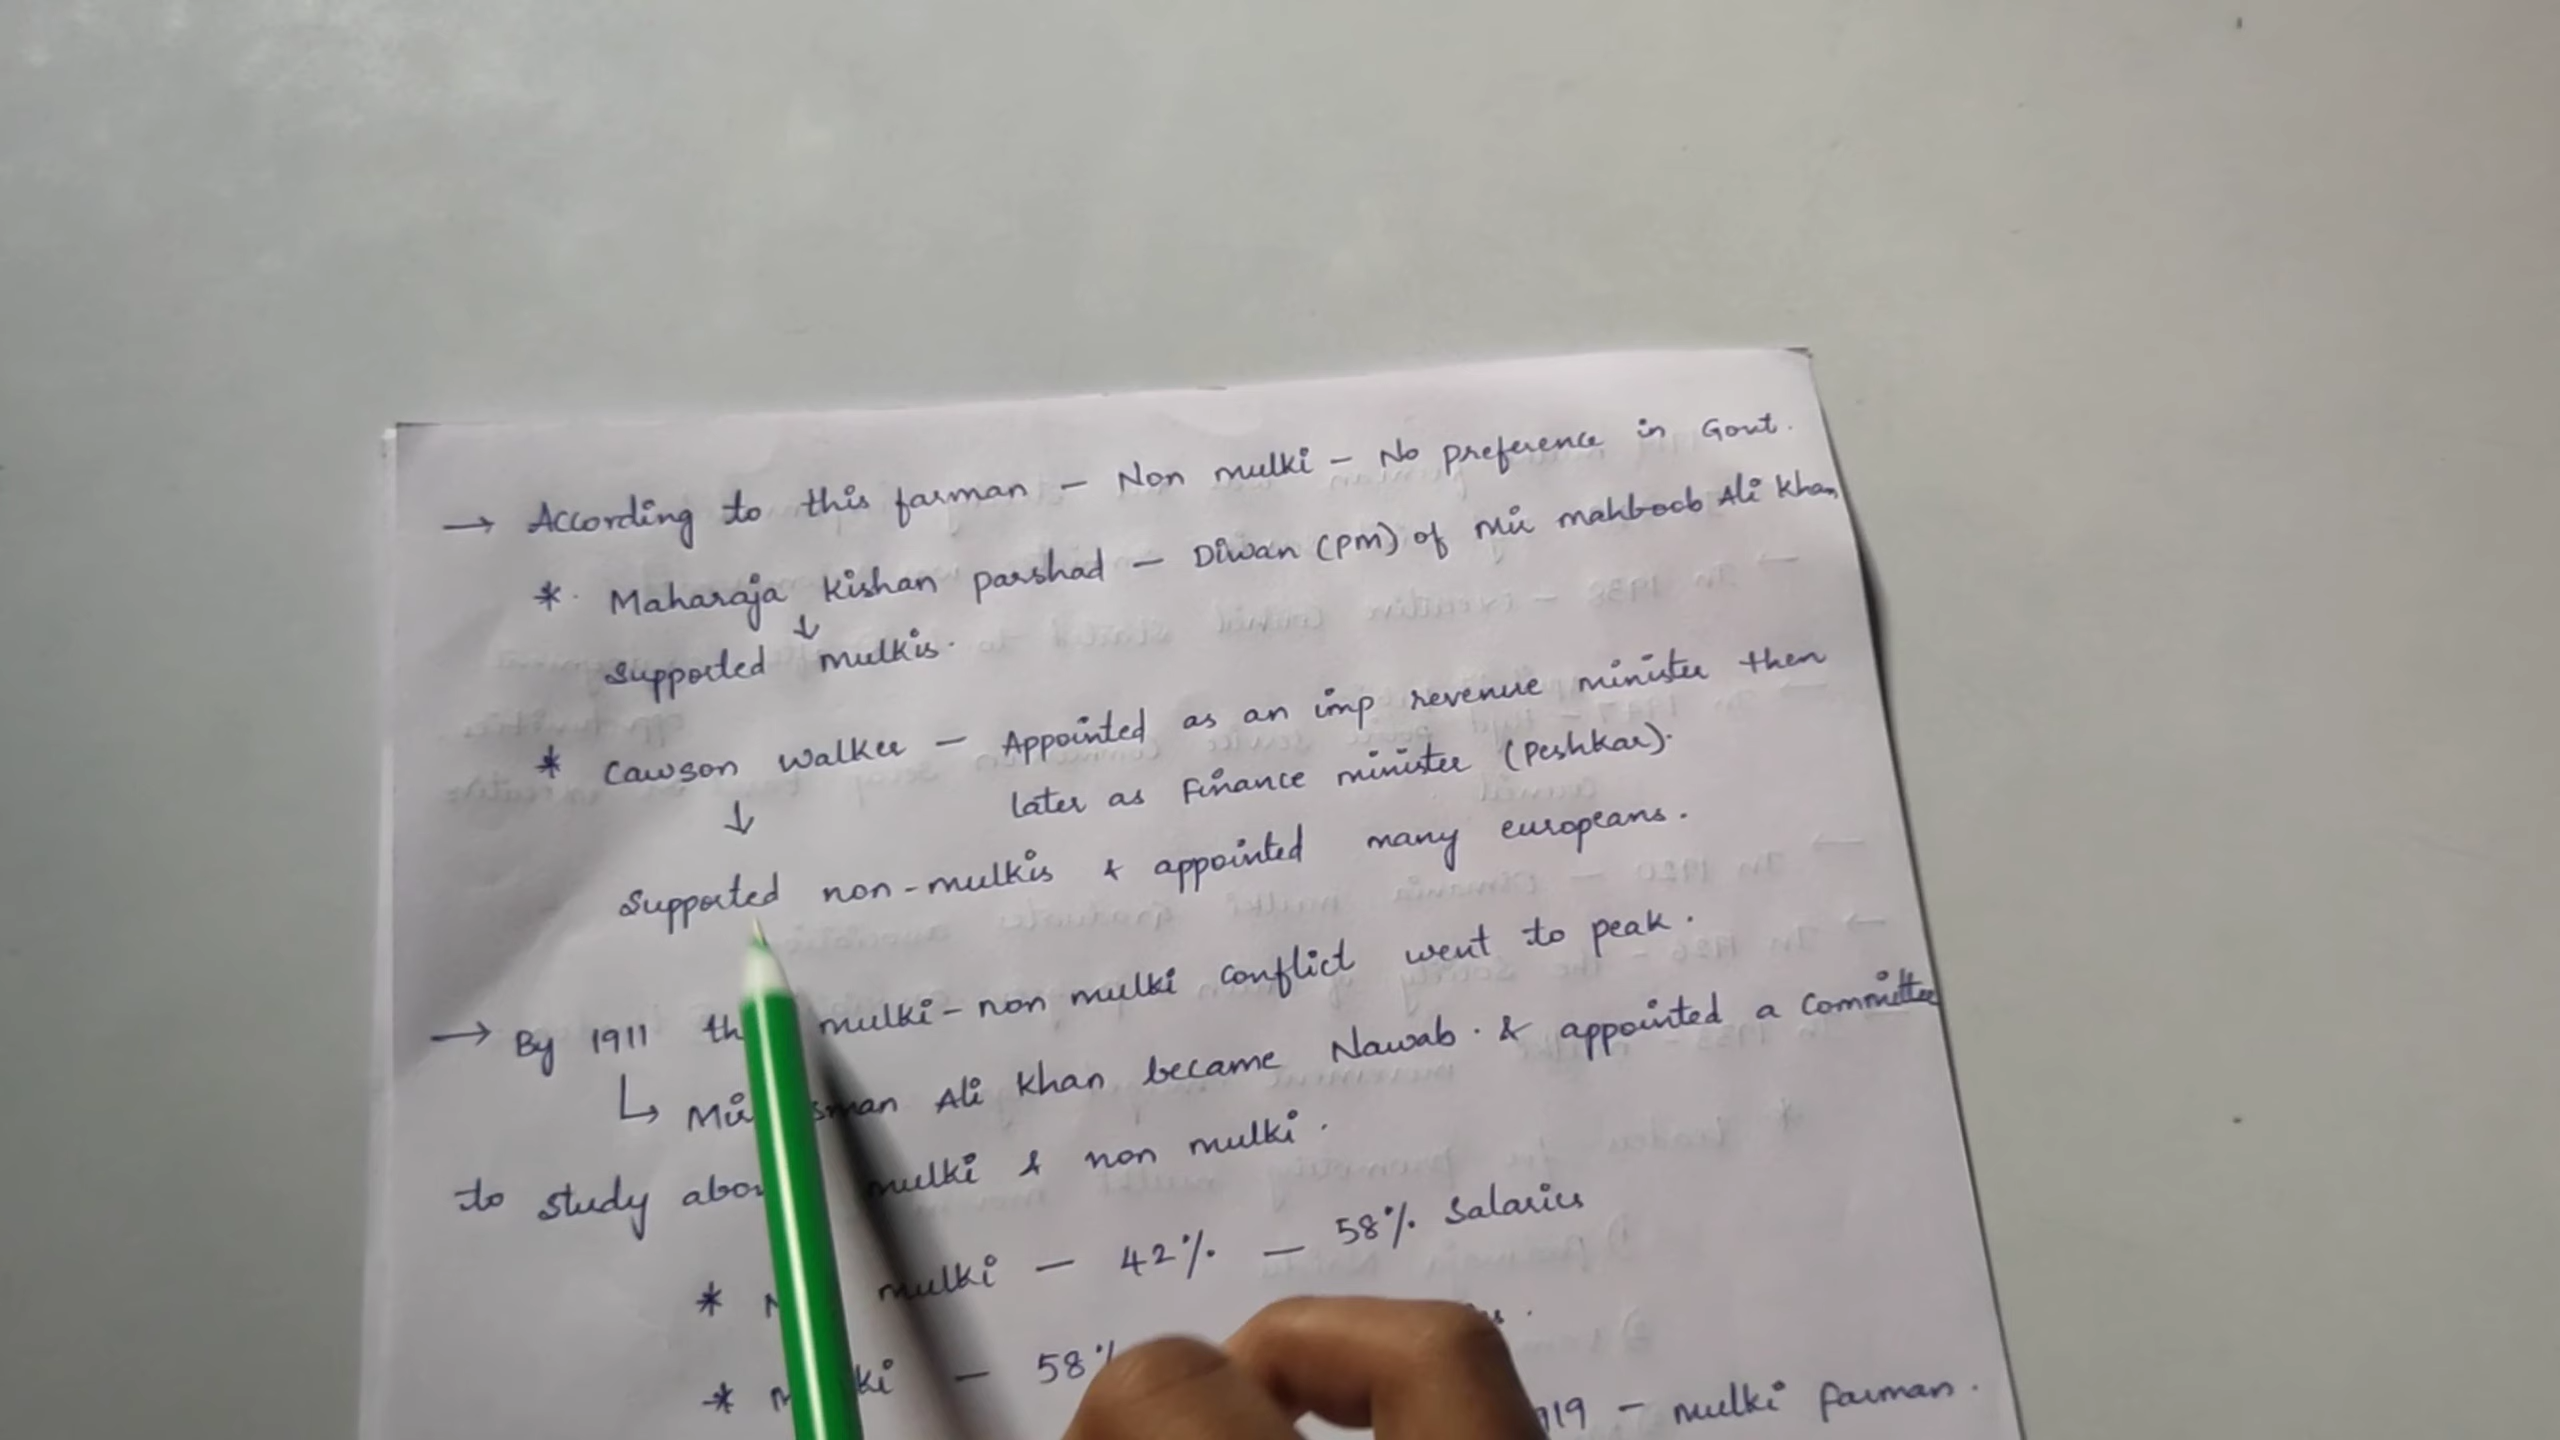 → According to this farman - Non mulki - No preference in Govt.
* Maharaja Kishan parshad - Diwan (PM) of Mir mahboob Ali Khan
↓
Supported mulkis.
* Cawson Walker - Appointed as an imp revenue minister then
later as Finance minister (Peshkar).
↓
Supported non-mulkis & appointed many europeans.
→ By 1911 mulki - non mulki conflict went to peak.
↳ Mir Ali Khan became Nawab. & appointed a Committee
to study mulki & non mulki.
* mulki - 42% - 58% Salaries
* - 58%
- mulki farman.